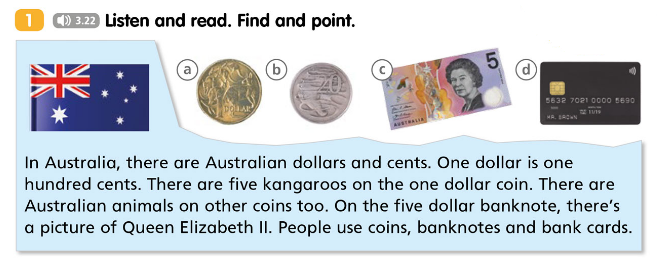 1 3.22 Listen and read. Find and point.
a b c d
DOLLAR
5
AUSTRALIA
5632 7021 0000 5690
MR. BROWN
In Australia, there are Australian dollars and cents. One dollar is one
hundred cents. There are five kangaroos on the one dollar coin. There are
Australian animals on other coins too. On the five dollar banknote, there's
a picture of Queen Elizabeth II. People use coins, banknotes and bank cards.